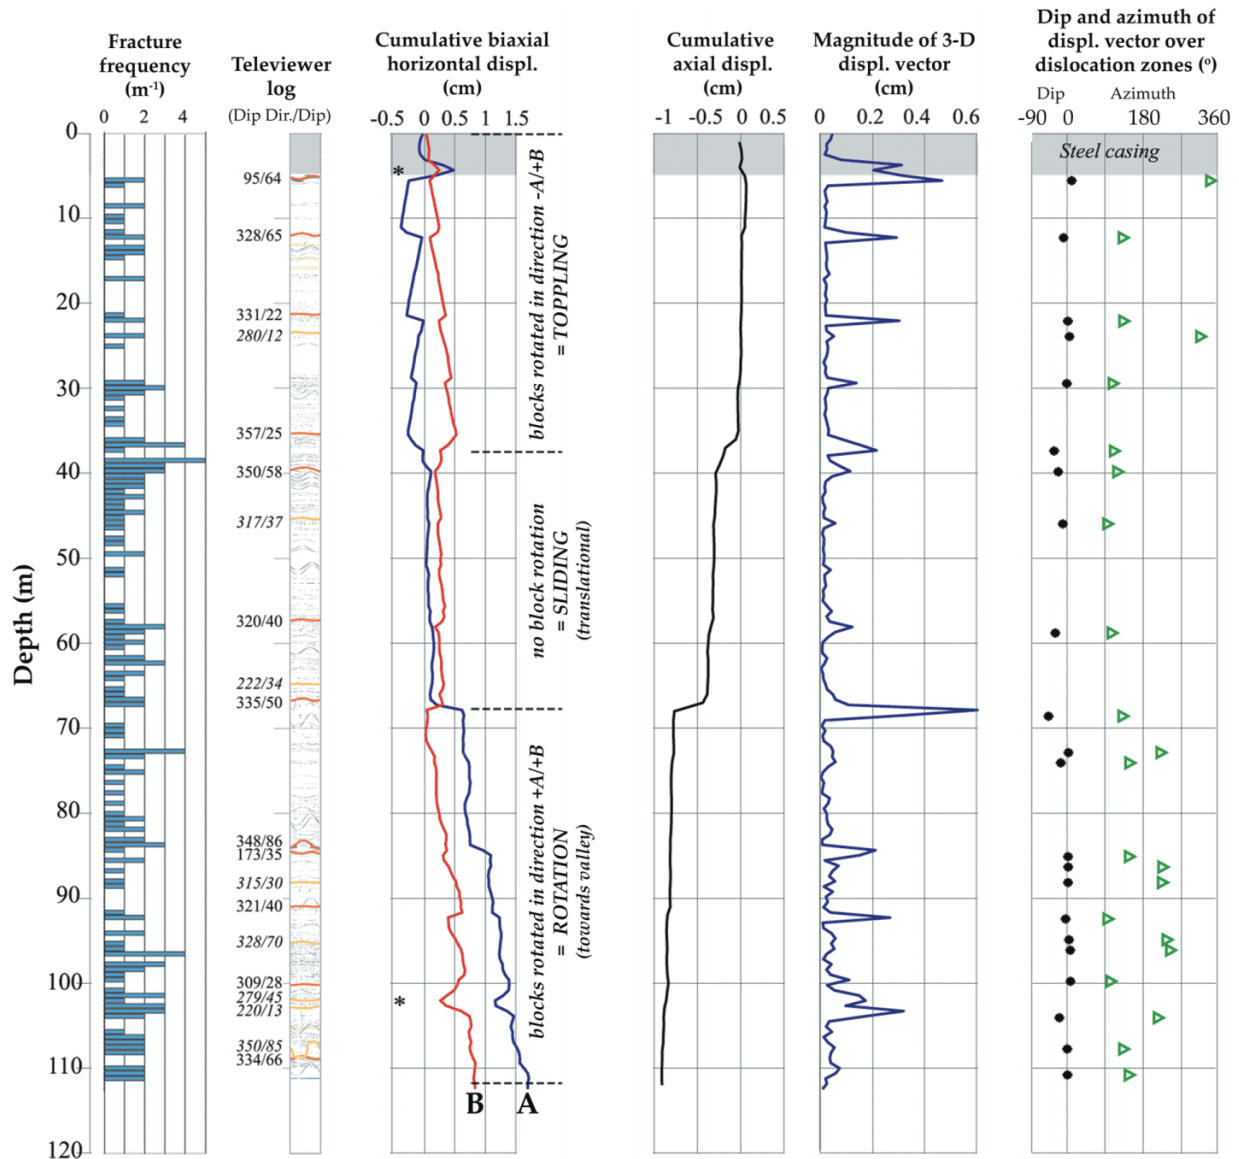 Fracture
frequency
(m⁻¹)
0 2 4
Televiewer
log
(Dip Dir./Dip)
Cumulative biaxial
horizontal displ.
(cm)
-0.5 0 0.5 1 1.5
Cumulative
axial displ.
(cm)
-1 -0.5 0 0.5
Magnitude of 3-D
displ. vector
(cm)
0 0.2 0.4 0.6
Dip and azimuth of
displ. vector over
dislocation zones (º)
Dip Azimuth
-90 0 180 360
Depth (m)
0
10
20
30
40
50
60
70
80
90
100
110
120
95/64
328/65
331/22
280/12
357/25
350/58
317/37
320/40
222/34
335/50
348/86
173/35
315/30
321/40
328/70
309/28
279/45
220/13
350/85
334/66
*
*
blocks rotated in direction -A/+B
= TOPPLING
no block rotation
= SLIDING
(translational)
blocks rotated in direction +A/+B
= ROTATION
(towards valley)
B A
Steel casing